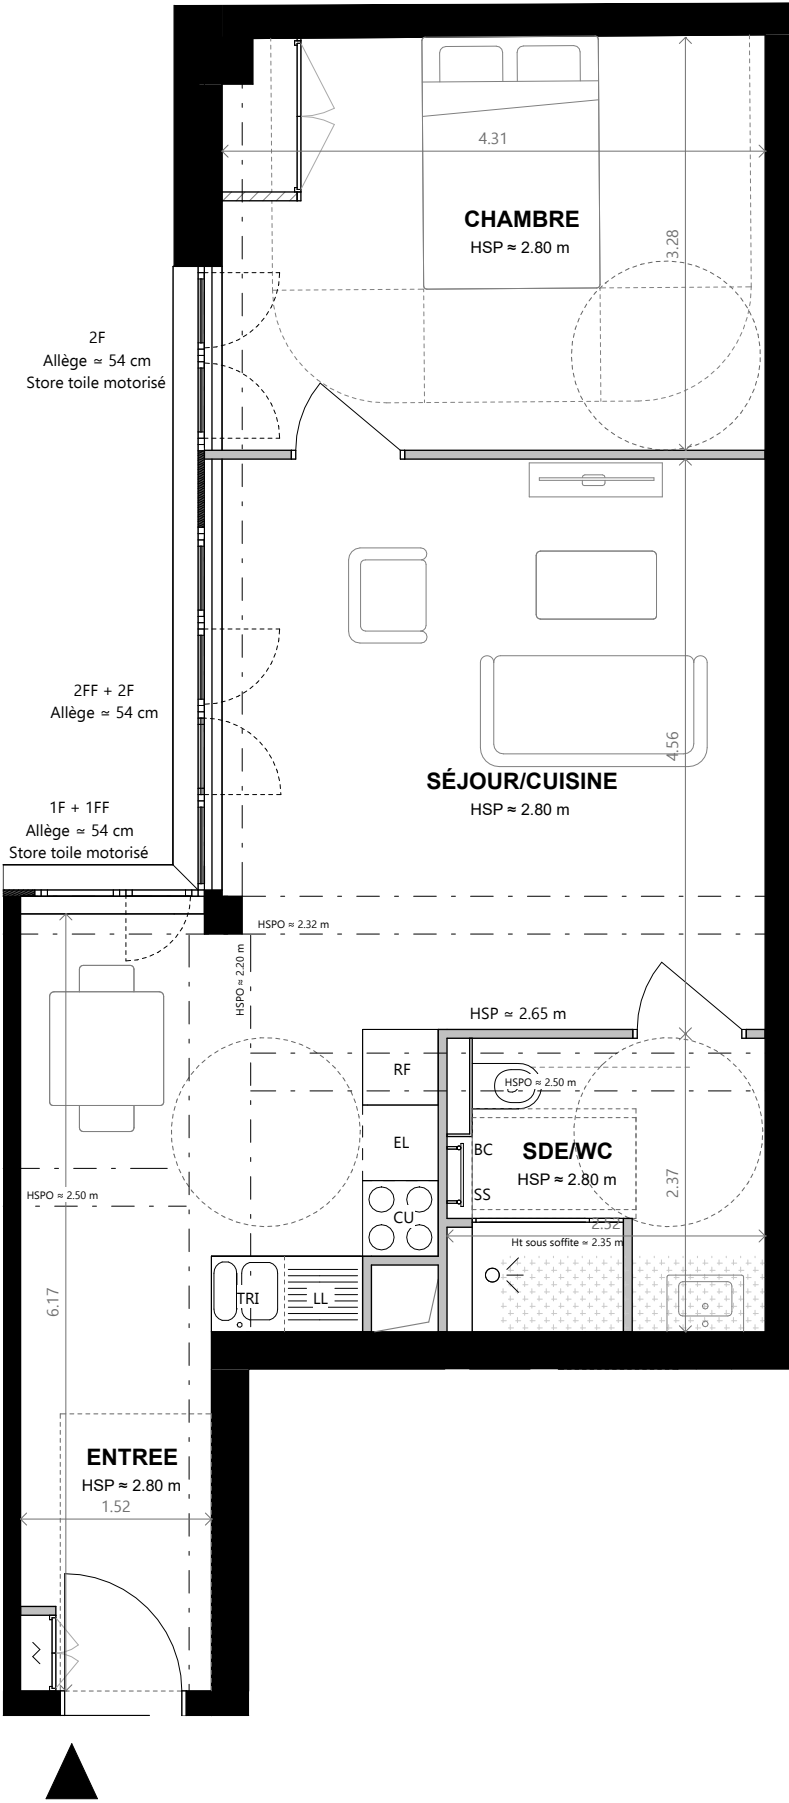 4.31
CHAMBRE
HSP ≈ 2.80 m
3.28
2F
Allège ≃ 54 cm
Store toile motorisé
2FF + 2F
Allège ≃ 54 cm
4.56
SÉJOUR/CUISINE
HSP ≈ 2.80 m
1F + 1FF
Allège ≃ 54 cm
Store toile motorisé
HSPO ≈ 2.32 m
HSPO ≈ 2.20 m
HSP ≃ 2.65 m
RF
HSPO ≈ 2.50 m
EL
BC
SDE/WC
HSP ≈ 2.80 m
2.37
SS
HSPO ≈ 2.50 m
CU
2.52
Ht sous soffite ≈ 2.35 m
6.17
TRI
LL
ENTREE
HSP ≈ 2.80 m
1.52